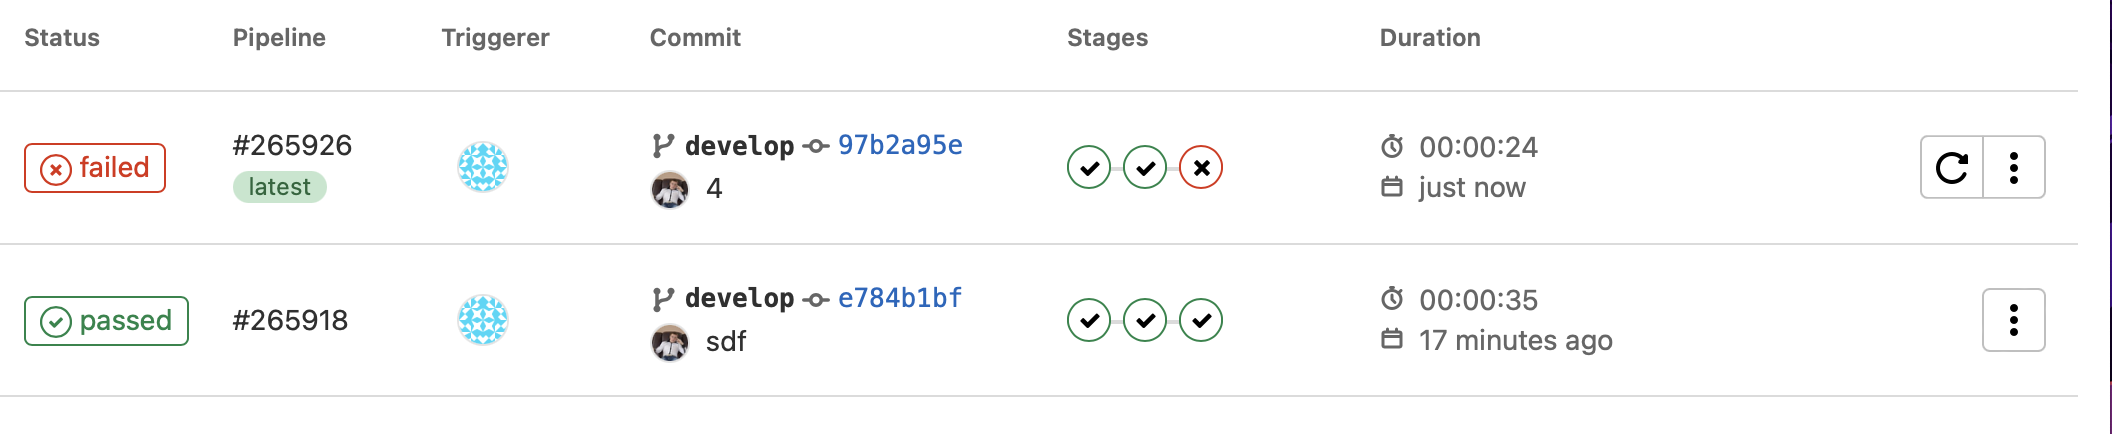 Status Pipeline Triggerer Commit Stages Duration
failed #265926 develop 97b2a95e 00:00:24
latest 4 just now
passed #265918 develop e784b1bf 00:00:35
sdf 17 minutes ago